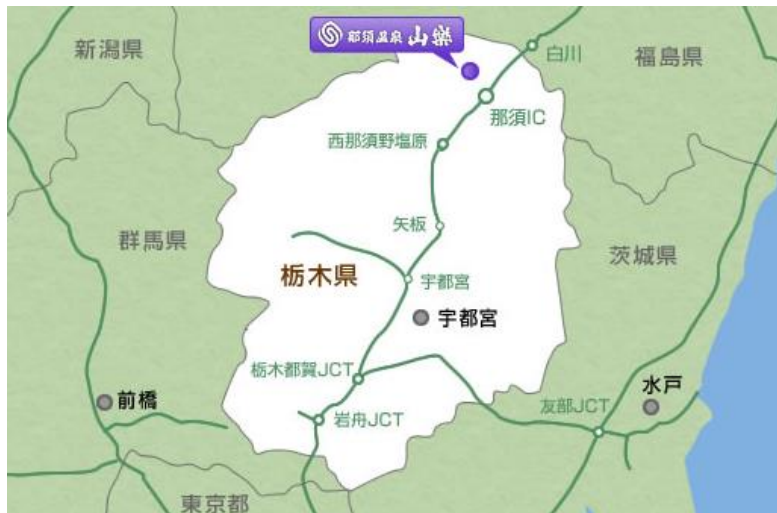 那須温泉 山樂
新潟県
白川
福島県
那須IC
西那須野塩原
矢板
群馬県
茨城県
栃木県
宇都宮
宇都宮
栃木都賀JCT
前橋
水戸
友部JCT
岩舟JCT
東京都